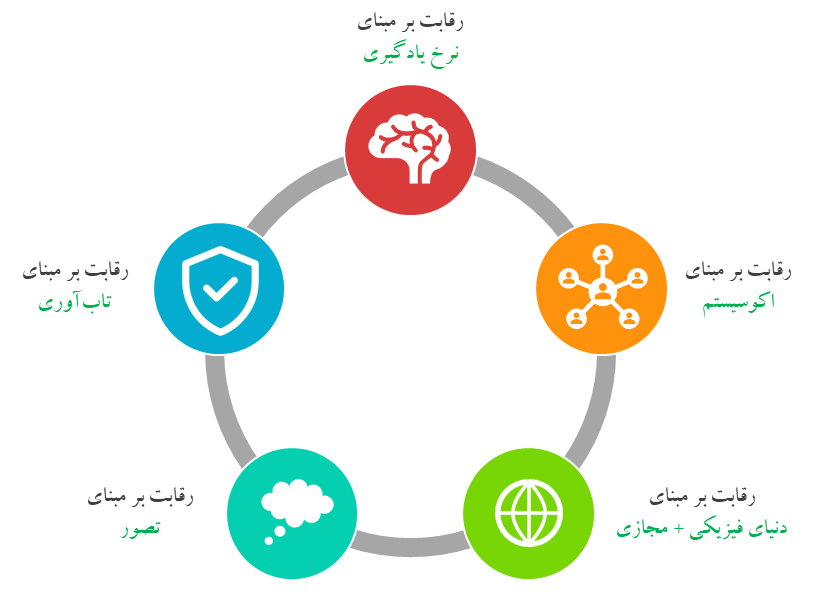 رقابت بر مبنای
نرخ یادگیری
رقابت بر مبنای
اکوسیستم
رقابت بر مبنای
دنیای فیزیکی + مجازی
رقابت بر مبنای
تصور
رقابت بر مبنای
تاب‌آوری